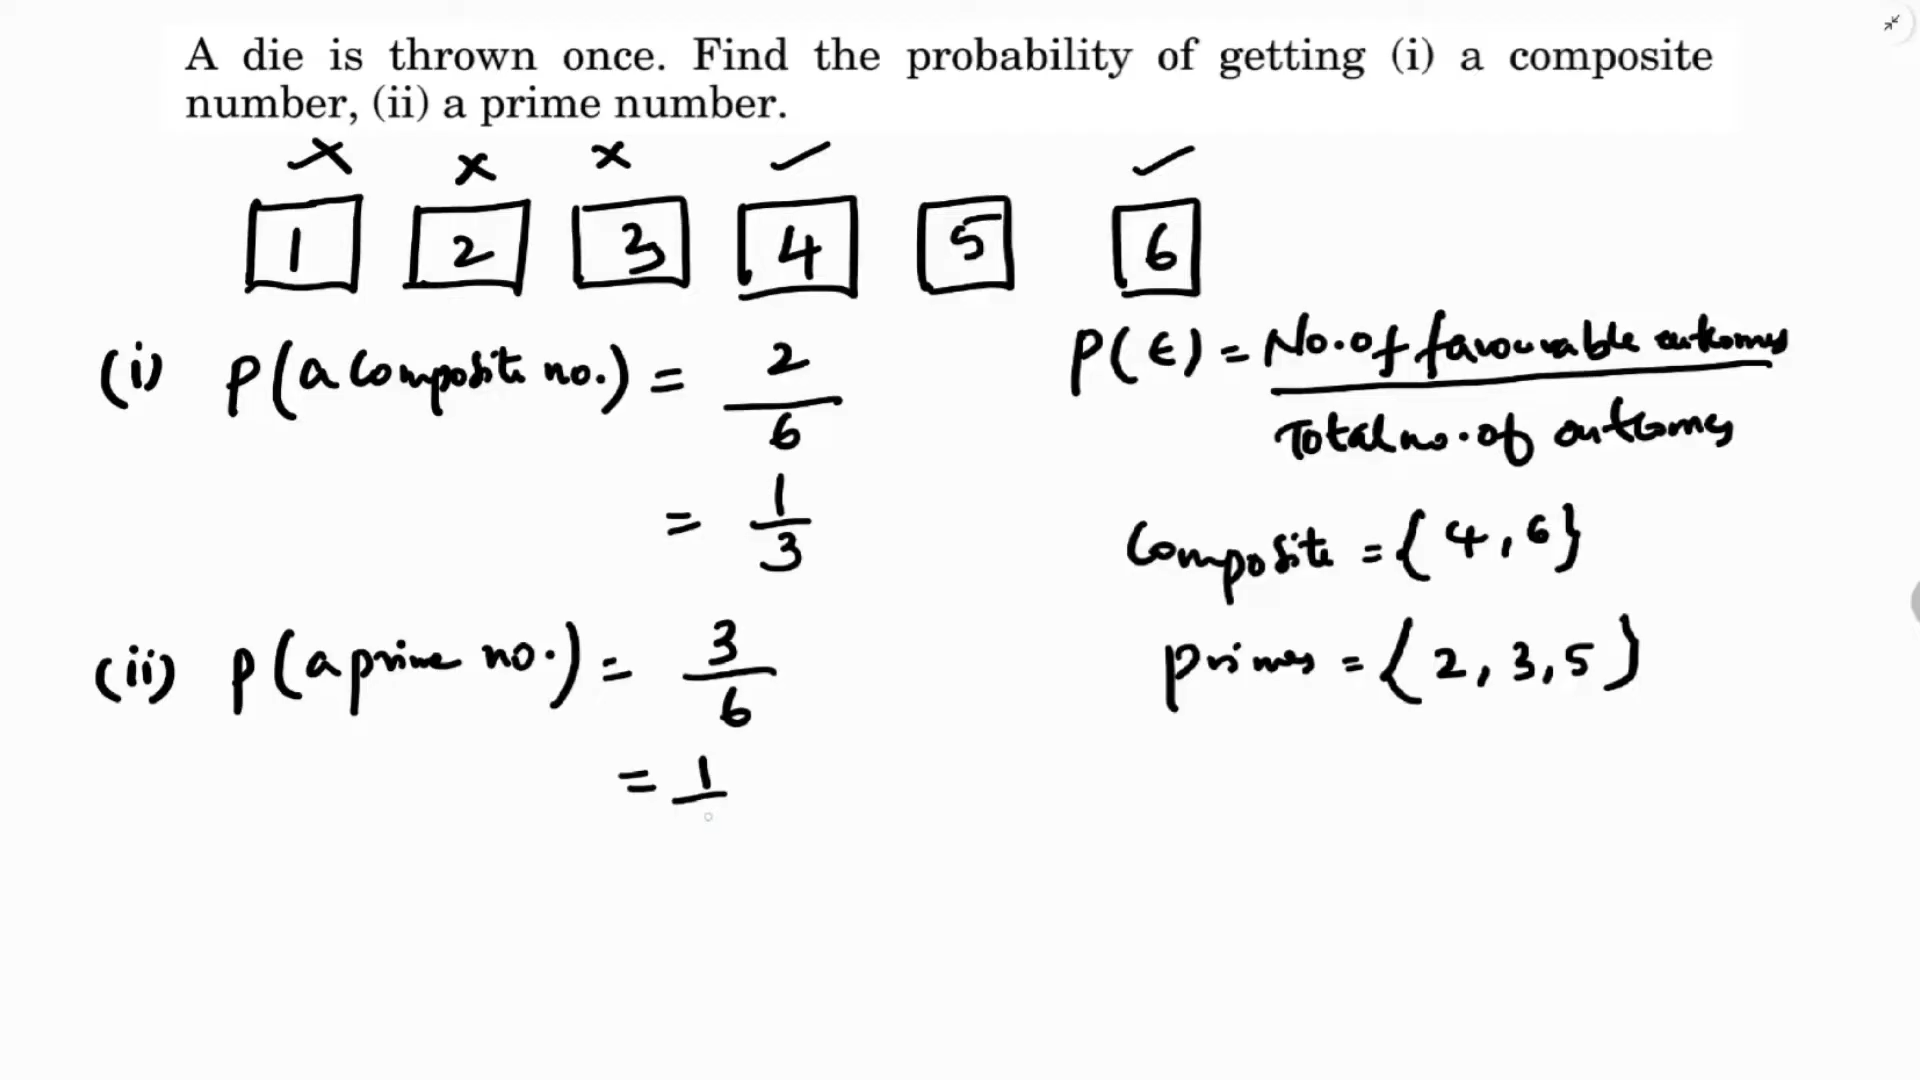 A die is thrown once. Find the probability of getting (i) a composite
number, (ii) a prime number.
× × × ✓ ✓
1 2 3 4 5 6
(i) P(a composite no.) = 2/6
= 1/3
P(E) = No. of favourable outcomes / Total no. of outcomes
Composite = {4, 6}
(ii) P(a prime no.) = 3/6
= 1/
Primes = {2, 3, 5}